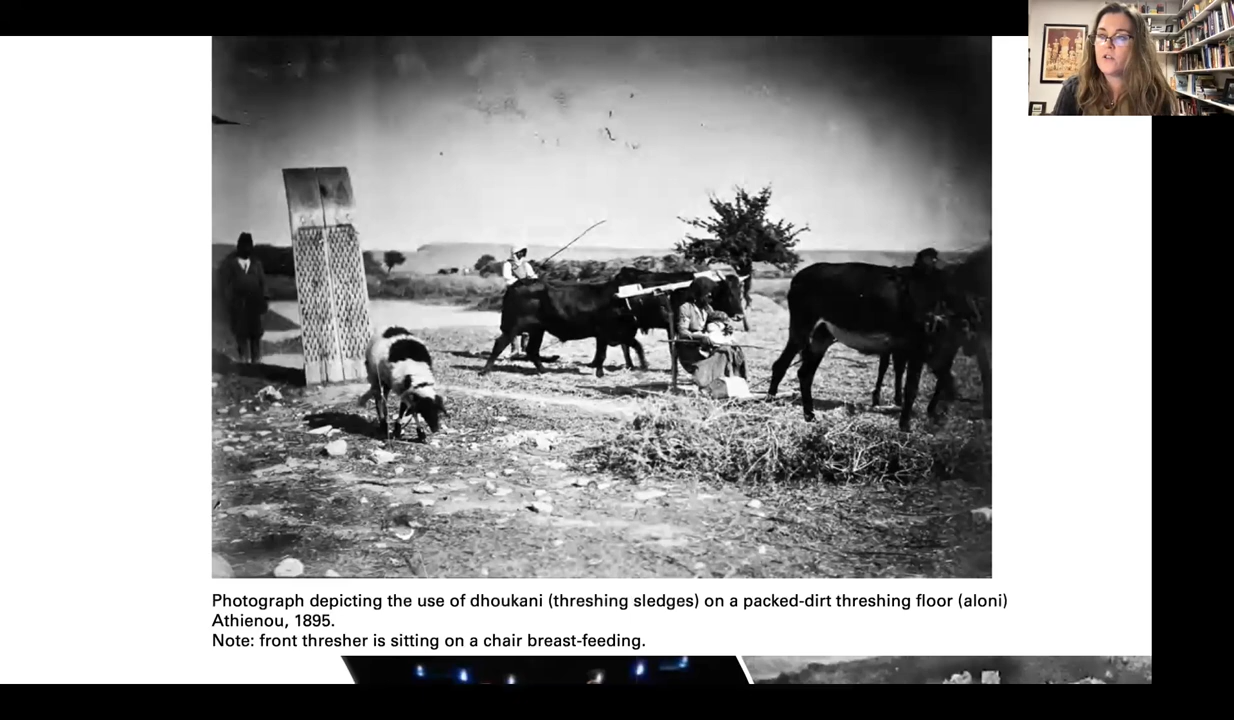 Photograph depicting the use of dhoukani (threshing sledges) on a packed-dirt threshing floor (aloni)
Athienou, 1895.
Note: front thresher is sitting on a chair breast-feeding.